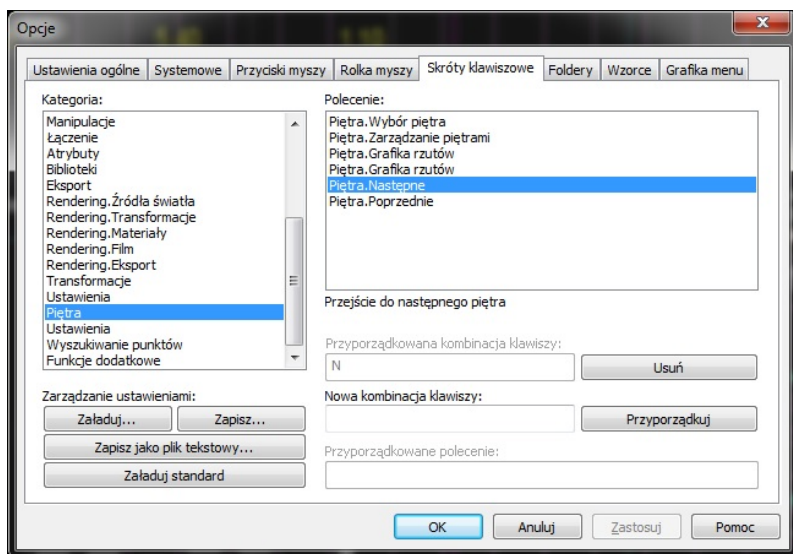 Opcje
Ustawienia ogólne Systemowe Przyciski myszy Rolka myszy Skróty klawiszowe Foldery Wzorce Grafika menu
Kategoria:
Manipulacje
Łączenie
Atrybuty
Biblioteki
Eksport
Rendering.Źródła światła
Rendering.Transformacje
Rendering.Materiały
Rendering.Film
Rendering.Eksport
Transformacje
Ustawienia
Piętra
Ustawienia
Wyszukiwanie punktów
Funkcje dodatkowe
Zarządzanie ustawieniami:
Załaduj... Zapisz...
Zapisz jako plik tekstowy...
Załaduj standard
Polecenie:
Piętra.Wybór piętra
Piętra.Zarządzanie piętrami
Piętra.Grafika rzutów
Piętra.Grafika rzutów
Piętra.Następne
Piętra.Poprzednie
Przejście do następnego piętra
Przyporządkowana kombinacja klawiszy:
N Usuń
Nowa kombinacja klawiszy:
Przyporządkuj
Przyporządkowane polecenie:
OK Anuluj Zastosuj Pomoc